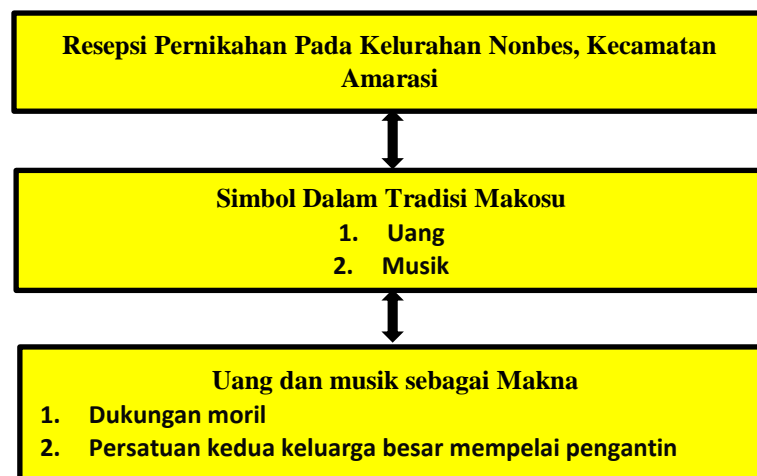 Resepsi Pernikahan Pada Kelurahan Nonbes, Kecamatan
Amarasi
Simbol Dalam Tradisi Makosu
1. Uang
2. Musik
Uang dan musik sebagai Makna
1. Dukungan moril
2. Persatuan kedua keluarga besar mempelai pengantin